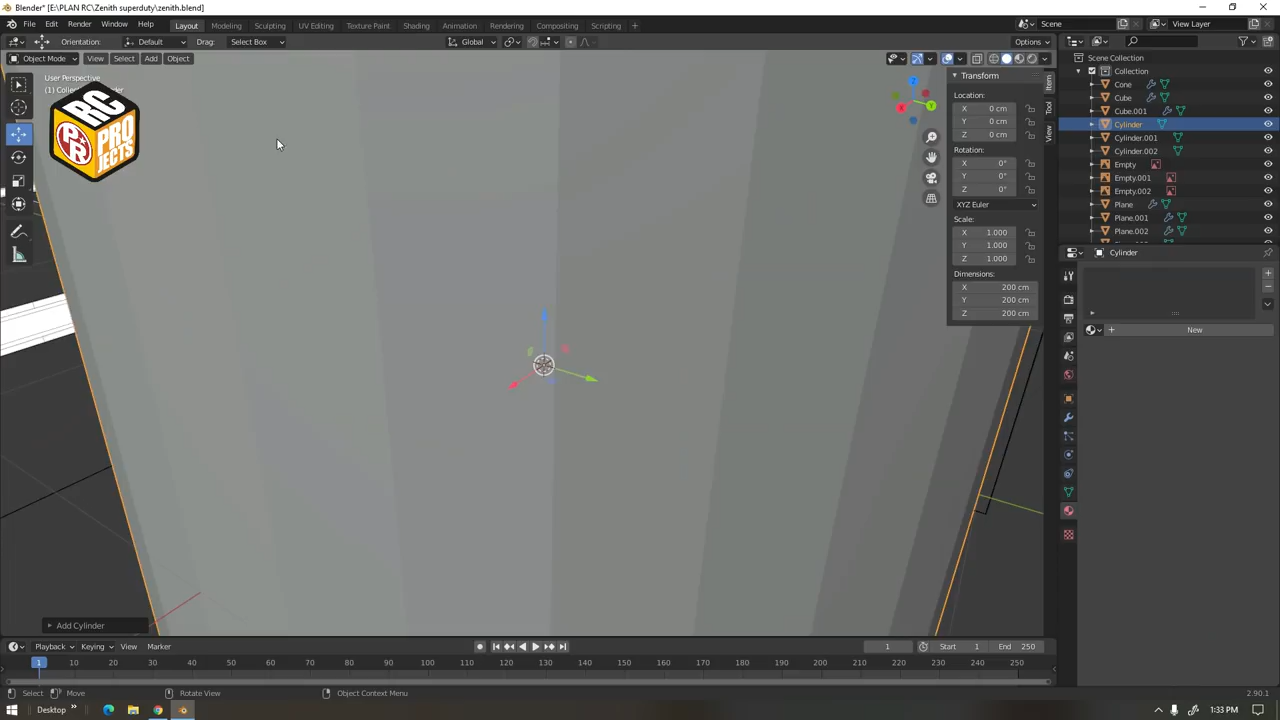 Blender* [E:\PLAN RC\Zenith superduty\zenith.blend]
File Edit Render Window Help Layout Modeling Sculpting UV Editing Texture Paint Shading Animation Rendering Compositing Scripting + Scene View Layer
Orientation: Default Drag: Select Box Global Options
Object Mode View Select Add Object
User Perspective
RC
PR
PROJECTS
Transform
Location:
X 0 cm
Y 0 cm
Z 0 cm
Rotation:
X 0°
Y 0°
Z 0°
XYZ Euler
Scale:
X 1.000
Y 1.000
Z 1.000
Dimensions:
X 200 cm
Y 200 cm
Z 200 cm
Item
Tool
View
Scene Collection
Collection
Cone
Cube
Cube.001
Cylinder
Cylinder.001
Cylinder.002
Empty
Empty.001
Empty.002
Plane
Plane.001
Plane.002
Cylinder
New
Add Cylinder
Playback Keying View Marker 1 Start 1 End 250
1 10 20 30 40 50 60 70 80 90 100 110 120 130 140 150 160 170 180 190 200 210 220 230 240 250
Select Move Rotate View Object Context Menu 2.90.1
Desktop 1:33 PM